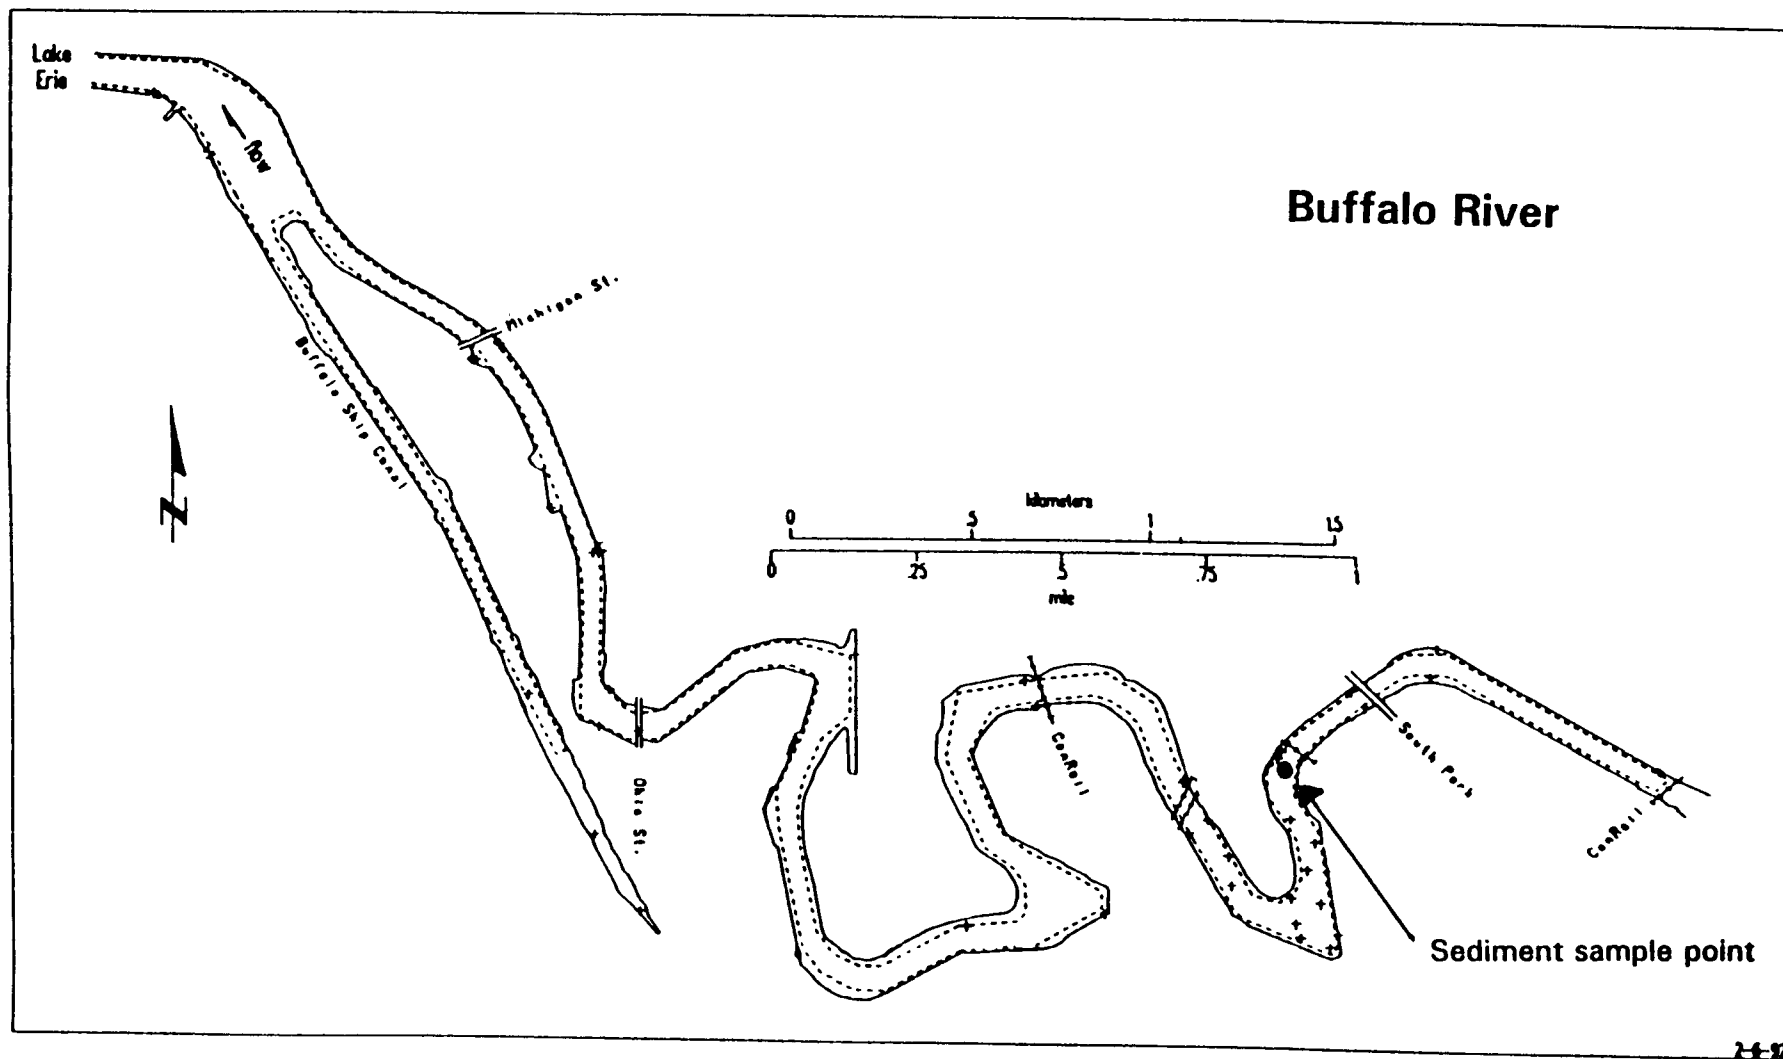 Lake
Erie
flow
Buffalo River
Michigan St.
Buffalo Ship Canal
N
kilometers
0 .5 1 1.5
0 .25 .5 .75 1
mile
Ohio St.
ConRail
South Park
ConRail
Sediment sample point